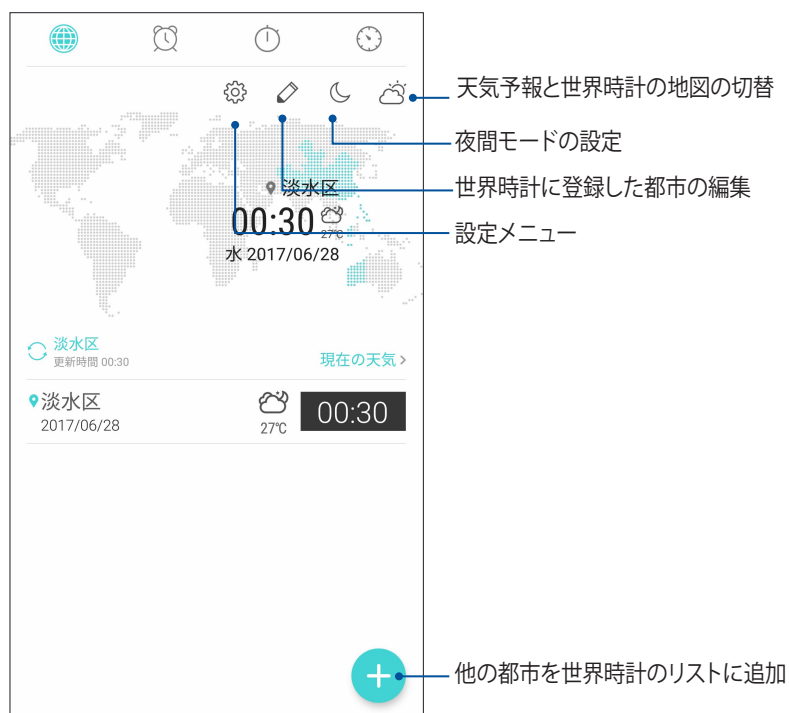 天気予報と世界時計の地図の切替
夜間モードの設定
淡水区
世界時計に登録した都市の編集
00:30
27℃
設定メニュー
水 2017/06/28
淡水区
更新時間 00:30
現在の天気 >
淡水区
2017/06/28
27℃
00:30
他の都市を世界時計のリストに追加